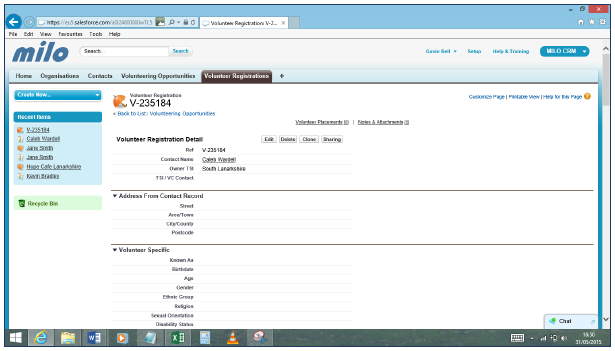 https://eu5.salesforce.com/a0I24000000wTL5
Volunteer Registration: V-2...
File Edit View Favourites Tools Help
milo
Search...
Search
Gavin Bell
Setup
Help & Training
MILO CRM
Home Organisations Contacts Volunteering Opportunities Volunteer Registrations +
Create New...
Recent Items
V-235184
Caleb Wardell
Jane Smith
Jane Smith
Hope Cafe Lanarkshire
Kevin Bradley
Recycle Bin
Volunteer Registration
V-235184
Customize Page | Printable View | Help for this Page
« Back to List: Volunteering Opportunities
Volunteer Placements [0] | Notes & Attachments [0]
Volunteer Registration Detail
Edit Delete Clone Sharing
Ref V-235184
Contact Name Caleb Wardell
Owner TSI South Lanarkshire
TSI/VC Contact
Address From Contact Record
Street
Area/Town
City/County
Postcode
Volunteer Specific
Known As
Birthdate
Age
Gender
Ethnic Group
Religion
Sexual Orientation
Disability Status
Chat
16:50
31/05/2015